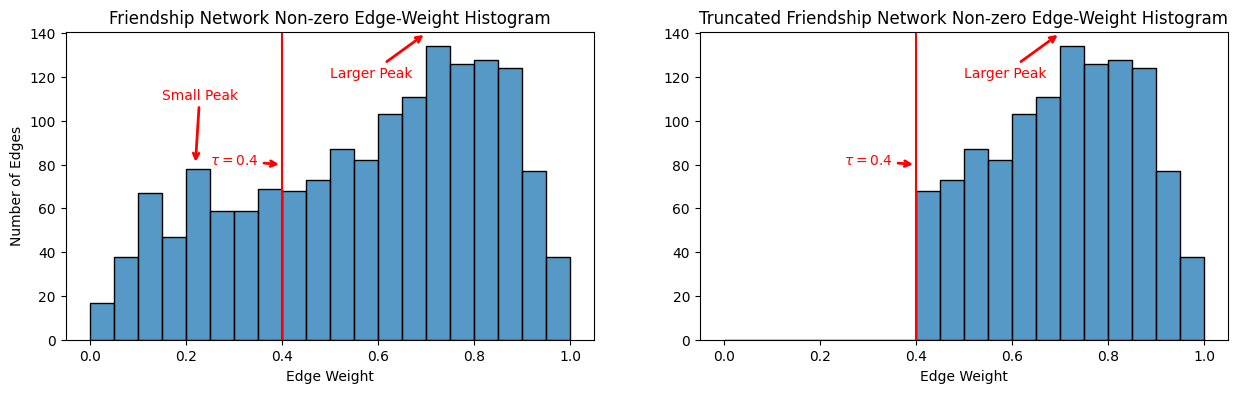 Friendship Network Non-zero Edge-Weight Histogram
140
120
100
80
60
40
20
0
Number of Edges
Larger Peak
Small Peak
τ = 0.4
0.0 0.2 0.4 0.6 0.8 1.0
Edge Weight
Truncated Friendship Network Non-zero Edge-Weight Histogram
140
120
100
80
60
40
20
0
Larger Peak
τ = 0.4
0.0 0.2 0.4 0.6 0.8 1.0
Edge Weight